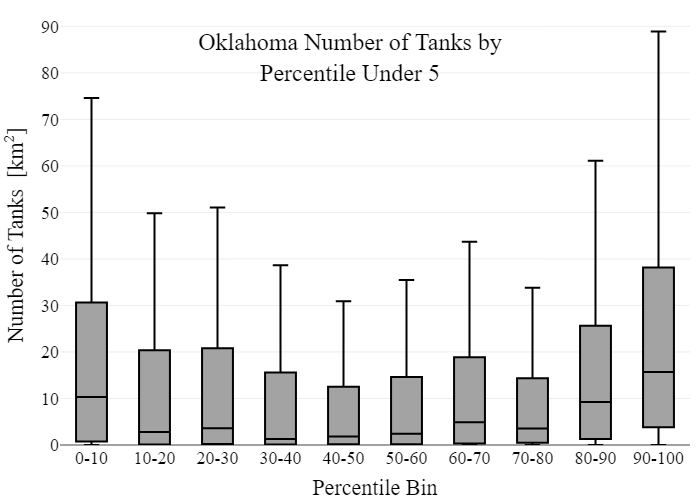 Oklahoma Number of Tanks by
Percentile Under 5
Number of Tanks [km²]
90
80
70
60
50
40
30
20
10
0
0-10 10-20 20-30 30-40 40-50 50-60 60-70 70-80 80-90 90-100
Percentile Bin